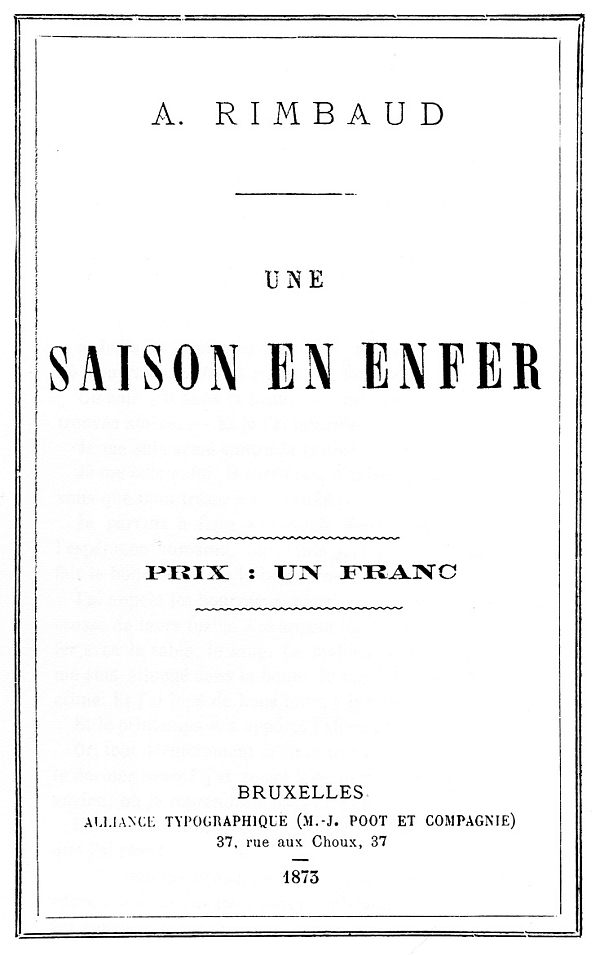 A. RIMBAUD
UNE
SAISON EN ENFER
PRIX : UN FRANC
BRUXELLES
ALLIANCE TYPOGRAPHIQUE (M.-J. POOT ET COMPAGNIE)
37, rue aux Choux, 37
1873